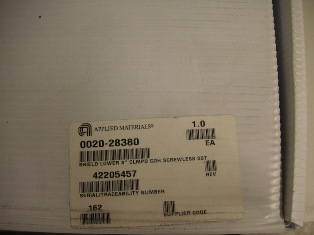 APPLIED MATERIALS®
1.0
0020-28380
EA
SHIELD LOWER 8" CLMPD COH SCREWLESS SST
42205457
REV
SERIAL/TRACEABILITY NUMBER
162
SUPPLIER CODE